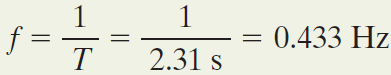 f = 1/T = 1/2.31 s = 0.433 Hz